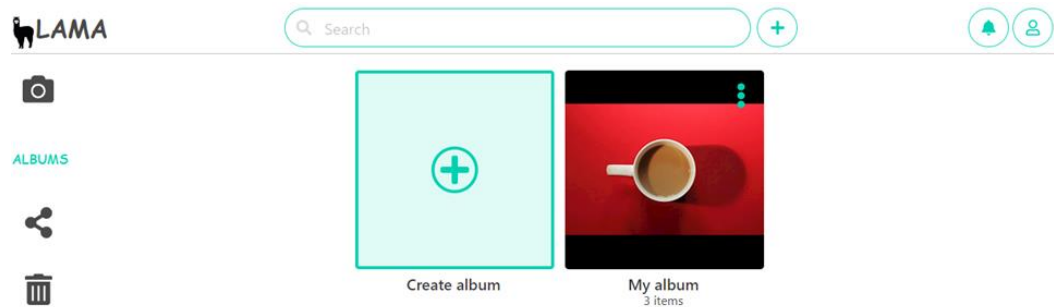 LAMA
Search
ALBUMS
Create album
My album
3 items